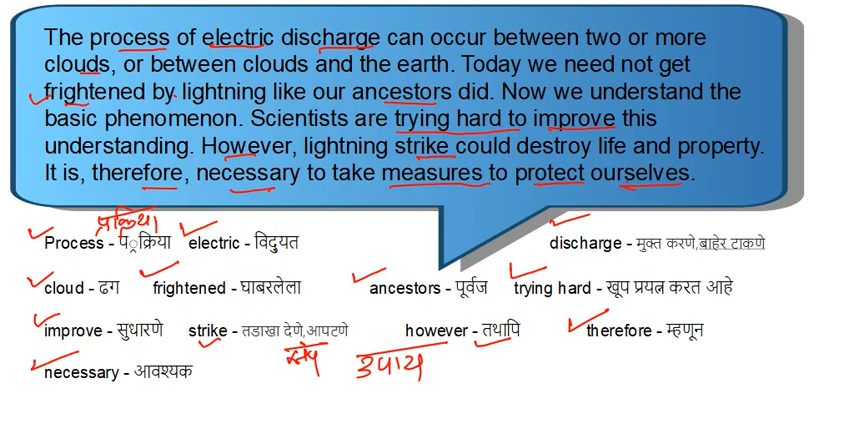 The process of electric discharge can occur between two or more
clouds, or between clouds and the earth. Today we need not get
frightened by lightning like our ancestors did. Now we understand the
basic phenomenon. Scientists are trying hard to improve this
understanding. However, lightning strike could destroy life and property.
It is, therefore, necessary to take measures to protect ourselves.
प्रक्रिया
Process - प्रक्रिया electric - विदुयत discharge - मुक्त करणे,बाहेर टाकणे
cloud - ढग frightened - घाबरलेला ancestors - पूर्वज trying hard - खूप प्रयत्न करत आहे
improve - सुधारणे strike - तडाखा देणे,आपटणे however - तथापि therefore - म्हणून
उपाय
necessary - आवश्यक